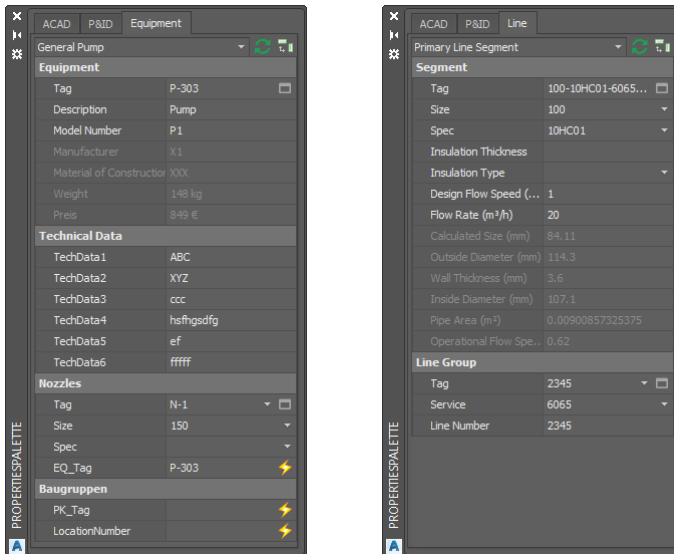 ACAD P&ID Equipment
General Pump
Equipment
Tag P-303
Description Pump
Model Number P1
Manufacturer X1
Material of Construction XXX
Weight 148 kg
Preis 849 €
Technical Data
TechData1 ABC
TechData2 XYZ
TechData3 ccc
TechData4 hsfhgsdfg
TechData5 ef
TechData6 fffff
Nozzles
Tag N-1
Size 150
Spec
EQ_Tag P-303
Baugruppen
PK_Tag
LocationNumber
PROPERTIESPALETTE
A
ACAD P&ID Line
Primary Line Segment
Segment
Tag 100-10HC01-6065...
Size 100
Spec 10HC01
Insulation Thickness
Insulation Type
Design Flow Speed (... 1
Flow Rate (m³/h) 20
Calculated Size (mm) 84.11
Outside Diameter (mm) 114.3
Wall Thickness (mm) 3.6
Inside Diameter (mm) 107.1
Pipe Area (m²) 0.00900857325375
Operational Flow Spe... 0.62
Line Group
Tag 2345
Service 6065
Line Number 2345
PROPERTIESPALETTE
A